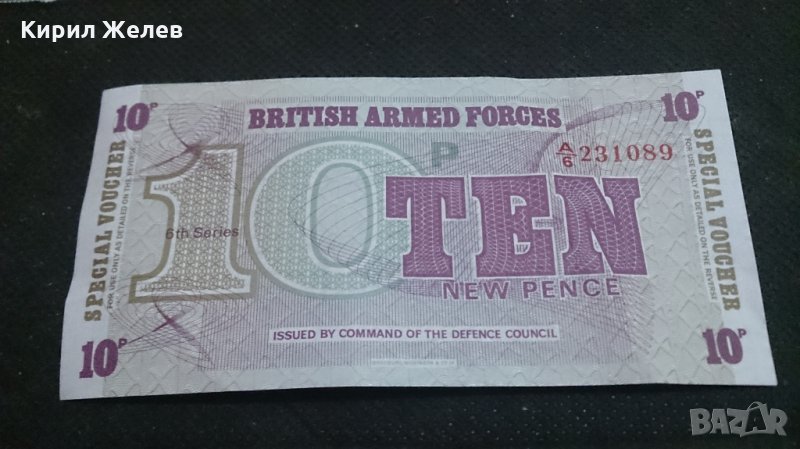 Кирил Желев
10P
BRITISH ARMED FORCES
10P
SPECIAL VOUCHER
FOR USE ONLY AS DETAILED ON THE REVERSE
10
P
A/6 231089
6th Series
TEN
NEW PENCE
SPECIAL VOUCHER
FOR USE ONLY AS DETAILED ON THE REVERSE
ISSUED BY COMMAND OF THE DEFENCE COUNCIL
10P
10P
BAZAR